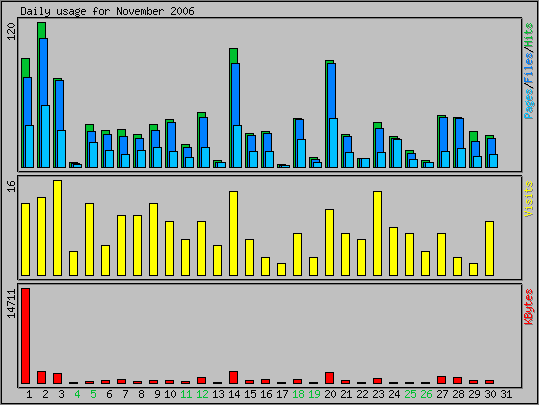 Daily usage for November 2006
120
Pages/Files/Hits
16
Visits
14711
KBytes
1 2 3 4 5 6 7 8 9 10 11 12 13 14 15 16 17 18 19 20 21 22 23 24 25 26 27 28 29 30 31